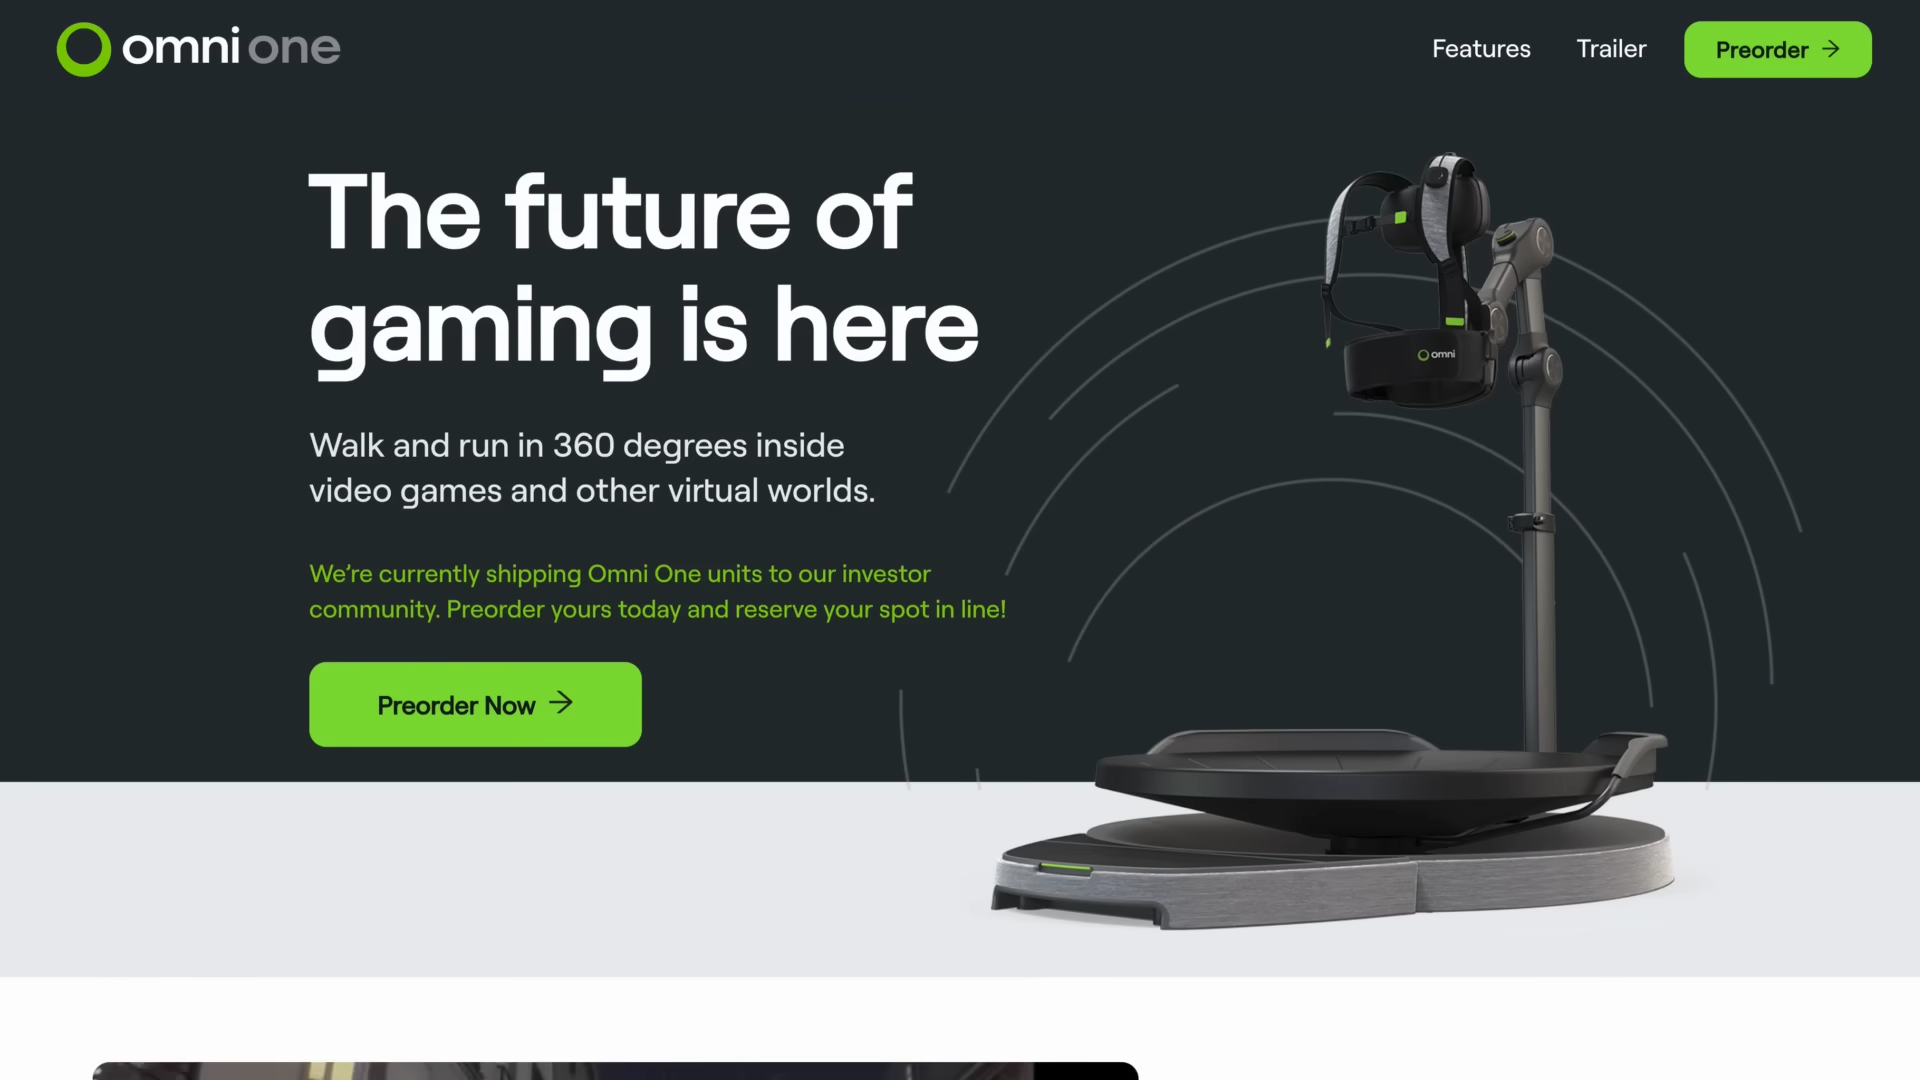 omni one
Features
Trailer
Preorder →
The future of
gaming is here
Walk and run in 360 degrees inside
video games and other virtual worlds.
We’re currently shipping Omni One units to our investor
community. Preorder yours today and reserve your spot in line!
Preorder Now →
omni